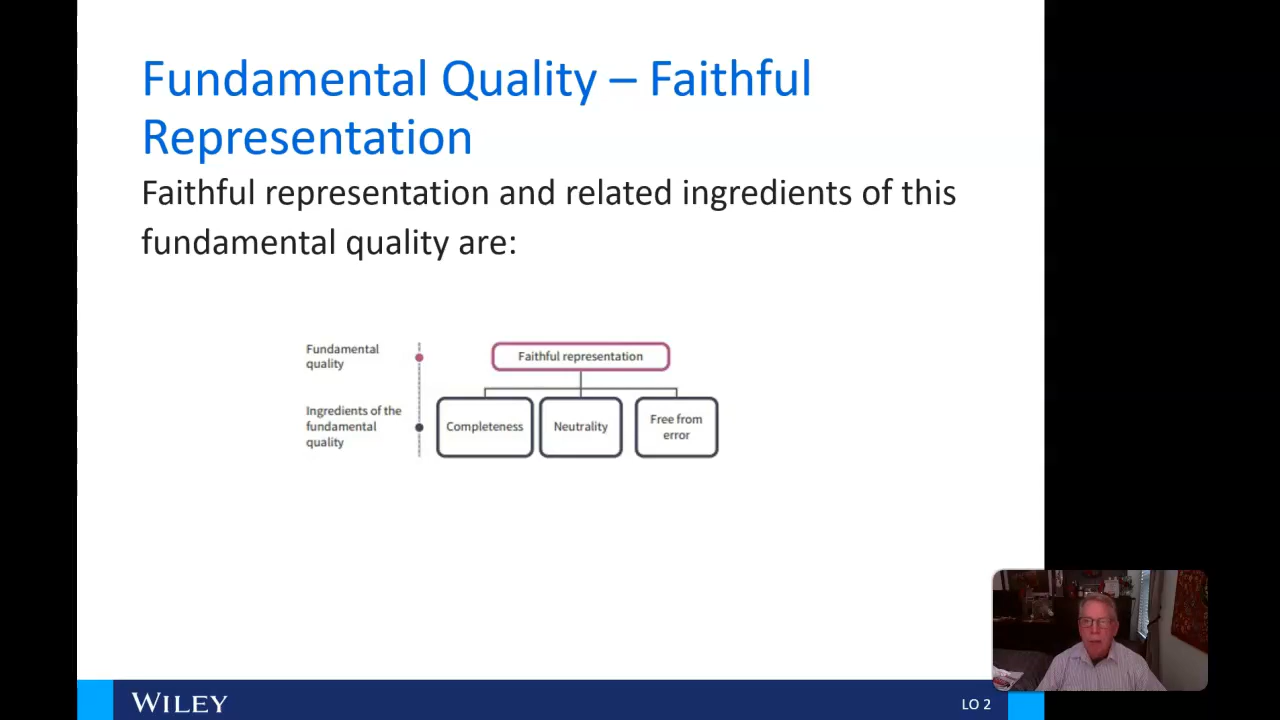 Fundamental Quality – Faithful
Representation
Faithful representation and related ingredients of this
fundamental quality are:
Fundamental
quality
Faithful representation
Ingredients of the
fundamental
quality
Completeness
Neutrality
Free from
error
WILEY
LO 2